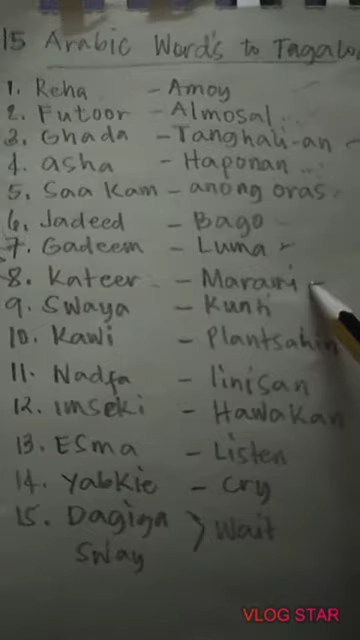 15 Arabic Words to Tagalo
1. Reha - Amoy
2. Futoor - Almosal
3. Ghada - Tanghali-an
4. asha - Haponan
5. Saa kam - anong oras
6. Jadeed - Bago
7. Gadeem - Luma
8. Kateer - Marami
9. Swaya - Kunti
10. Kawi - Plantsahin
11. Nadfa - linisan
12. imseki - Hawakan
13. ESma - Listen
14. Yabkie - Cry
15. Dagiga > Wait
Sway
VLOG STAR